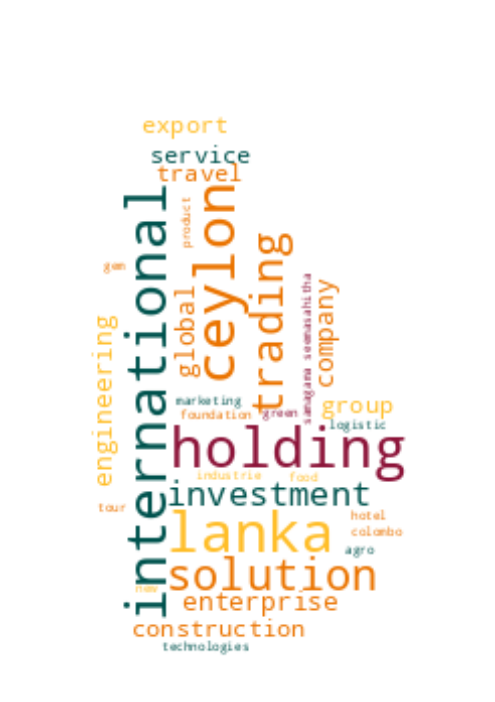 export
service
travel
international
product
ceylon
gem
trading
global
samagama seemasahitha
company
engineering
marketing
foundation
green
group
logistic
holding
industrie
food
investment
tour
lanka
hotel
colombo
agro
solution
new
enterprise
construction
technologies